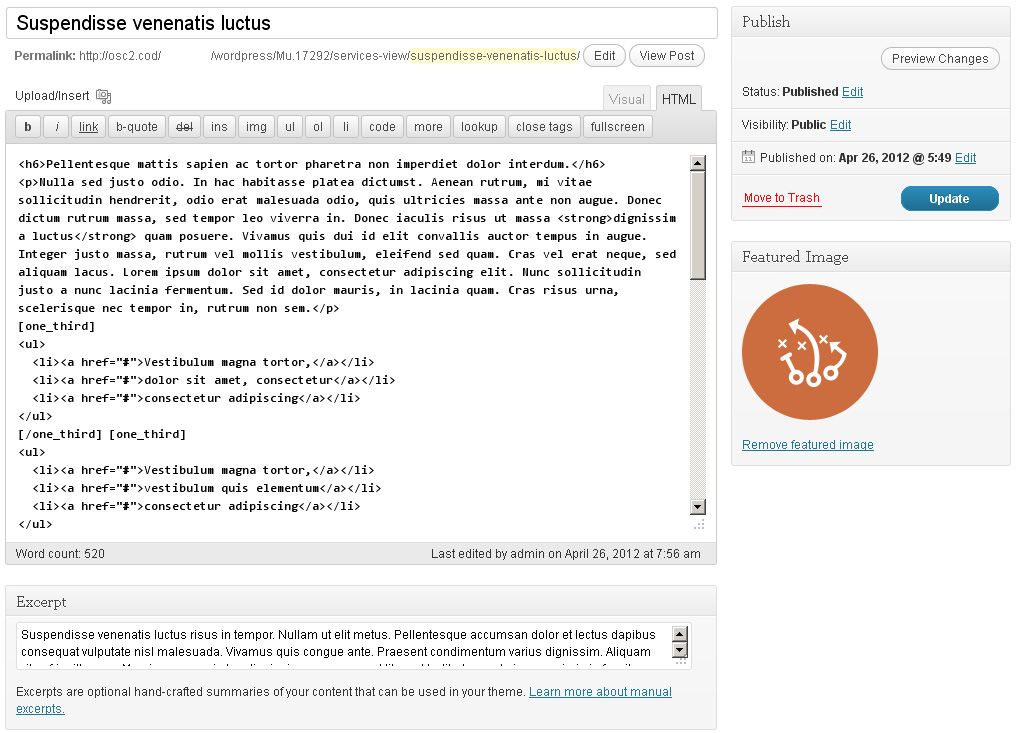 Suspendisse venenatis luctus
Permalink: http://osc2.cod/ /wordpress/Mu.17292/services-view/suspendisse-venenatis-luctus/ Edit View Post
Upload/Insert
Visual HTML
b i link b-quote del ins img ul ol li code more lookup close tags fullscreen
<h6>Pellentesque mattis sapien ac tortor pharetra non imperdiet dolor interdum.</h6>
<p>Nulla sed justo odio. In hac habitasse platea dictumst. Aenean rutrum, mi vitae
sollicitudin hendrerit, odio erat malesuada odio, quis ultricies massa ante non augue. Donec
dictum rutrum massa, sed tempor leo viverra in. Donec iaculis risus ut massa <strong>dignissim
a luctus</strong> quam posuere. Vivamus quis dui id elit convallis auctor tempus in augue.
Integer justo massa, rutrum vel mollis vestibulum, eleifend sed quam. Cras vel erat neque, sed
aliquam lacus. Lorem ipsum dolor sit amet, consectetur adipiscing elit. Nunc sollicitudin
justo a nunc lacinia fermentum. Sed id dolor mauris, in lacinia quam. Cras risus urna,
scelerisque nec tempor in, rutrum non sem.</p>
[one_third]
<ul>
<li><a href="#">Vestibulum magna tortor,</a></li>
<li><a href="#">dolor sit amet, consectetur</a></li>
<li><a href="#">consectetur adipiscing</a></li>
</ul>
[/one_third] [one_third]
<ul>
<li><a href="#">Vestibulum magna tortor,</a></li>
<li><a href="#">vestibulum quis elementum</a></li>
<li><a href="#">consectetur adipiscing</a></li>
</ul>
Word count: 520 Last edited by admin on April 26, 2012 at 7:56 am
Excerpt
Suspendisse venenatis luctus risus in tempor. Nullam ut elit metus. Pellentesque accumsan dolor et lectus dapibus
consequat vulputate nisl malesuada. Vivamus quis congue ante. Praesent condimentum varius dignissim. Aliquam
Excerpts are optional hand-crafted summaries of your content that can be used in your theme. Learn more about manual
excerpts.
Publish
Preview Changes
Status: Published Edit
Visibility: Public Edit
Published on: Apr 26, 2012 @ 5:49 Edit
Move to Trash Update
Featured Image
Remove featured image